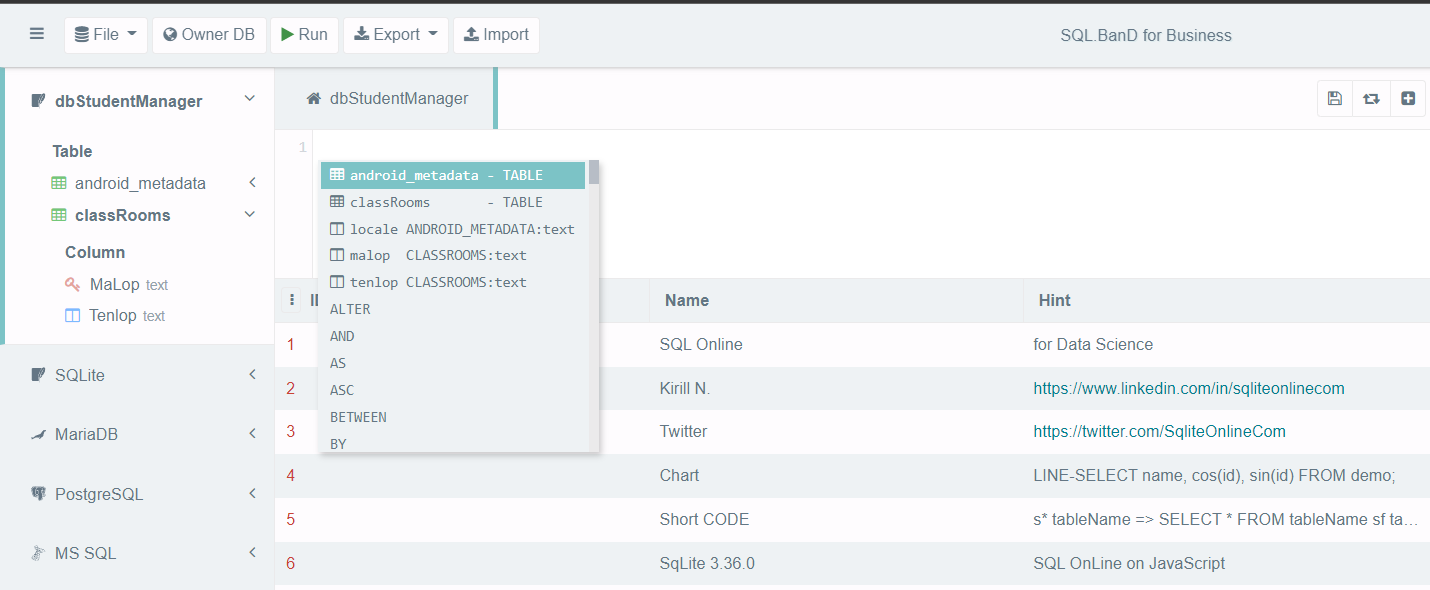 File Owner DB Run Export Import SQL.BanD for Business
dbStudentManager
Table
android_metadata
classRooms
Column
MaLop text
Tenlop text
SQLite
MariaDB
PostgreSQL
MS SQL
dbStudentManager
1
android_metadata - TABLE
classRooms - TABLE
locale ANDROID_METADATA:text
malop CLASSROOMS:text
tenlop CLASSROOMS:text
ALTER
AND
AS
ASC
BETWEEN
BY
Name Hint
1 SQL Online for Data Science
2 Kirill N. https://www.linkedin.com/in/sqliteonlinecom
3 Twitter https://twitter.com/SqliteOnlineCom
4 Chart LINE-SELECT name, cos(id), sin(id) FROM demo;
5 Short CODE s* tableName => SELECT * FROM tableName sf ta…
6 SqLite 3.36.0 SQL OnLine on JavaScript